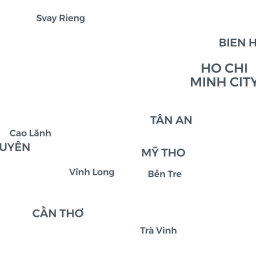 Svay Rieng
BIEN H
HO CHI
MINH CITY
TÂN AN
Cao Lãnh
UYÊN
MỸ THO
Vĩnh Long
Bến Tre
CẦN THƠ
Trà Vinh